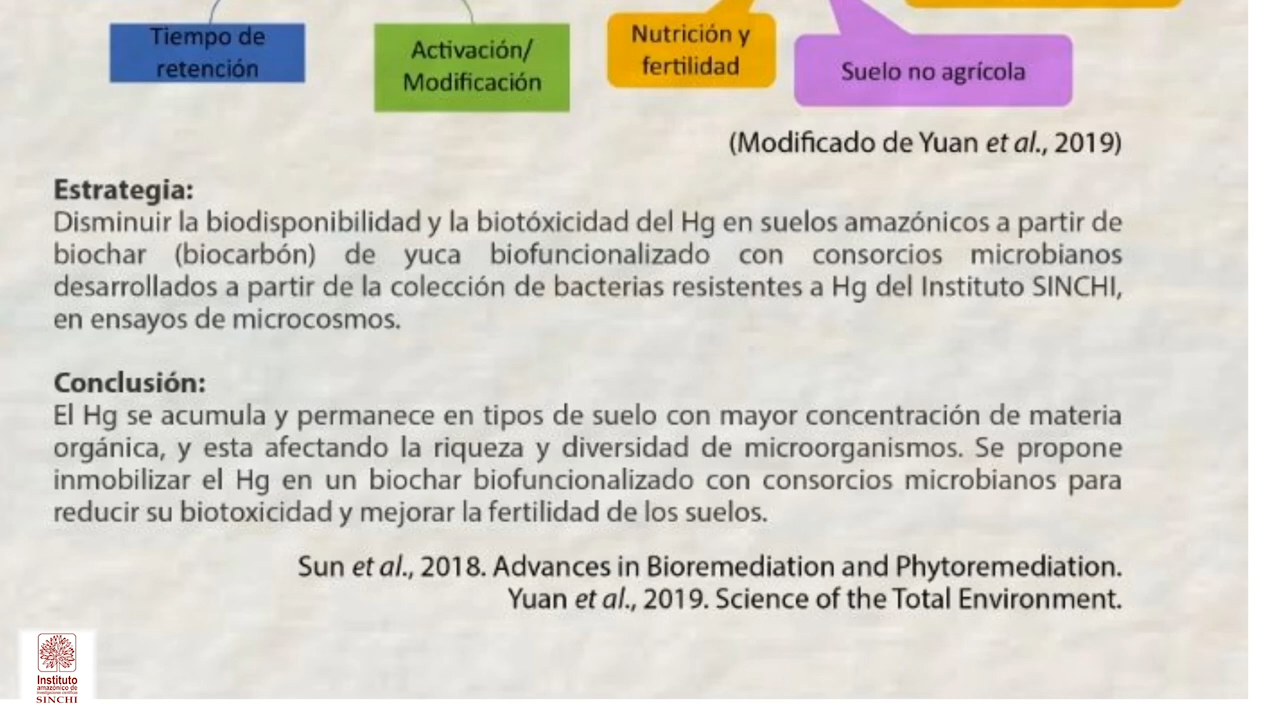 Tiempo de
retención
Activación/
Modificación
Nutrición y
fertilidad
Suelo no agrícola
(Modificado de Yuan et al., 2019)
Estrategia:
Disminuir la biodisponibilidad y la biotóxicidad del Hg en suelos amazónicos a partir de
biochar (biocarbón) de yuca biofuncionalizado con consorcios microbianos
desarrollados a partir de la colección de bacterias resistentes a Hg del Instituto SINCHI,
en ensayos de microcosmos.
Conclusión:
El Hg se acumula y permanece en tipos de suelo con mayor concentración de materia
orgánica, y esta afectando la riqueza y diversidad de microorganismos. Se propone
inmobilizar el Hg en un biochar biofuncionalizado con consorcios microbianos para
reducir su biotoxicidad y mejorar la fertilidad de los suelos.
Sun et al., 2018. Advances in Bioremediation and Phytoremediation.
Yuan et al., 2019. Science of the Total Environment.
Instituto
amazónico de
investigaciones científicas
SINCHI